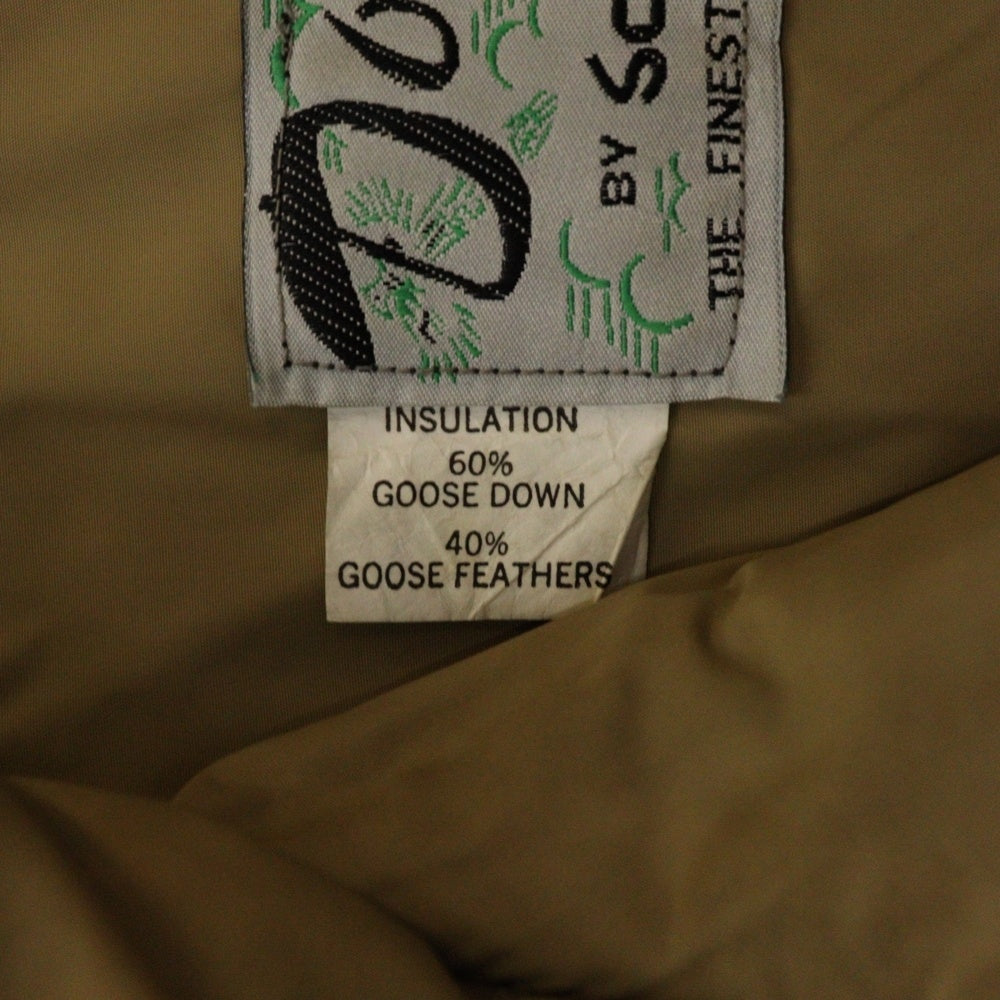 BY
THE FINEST
INSULATION
60%
GOOSE DOWN
40%
GOOSE FEATHERS